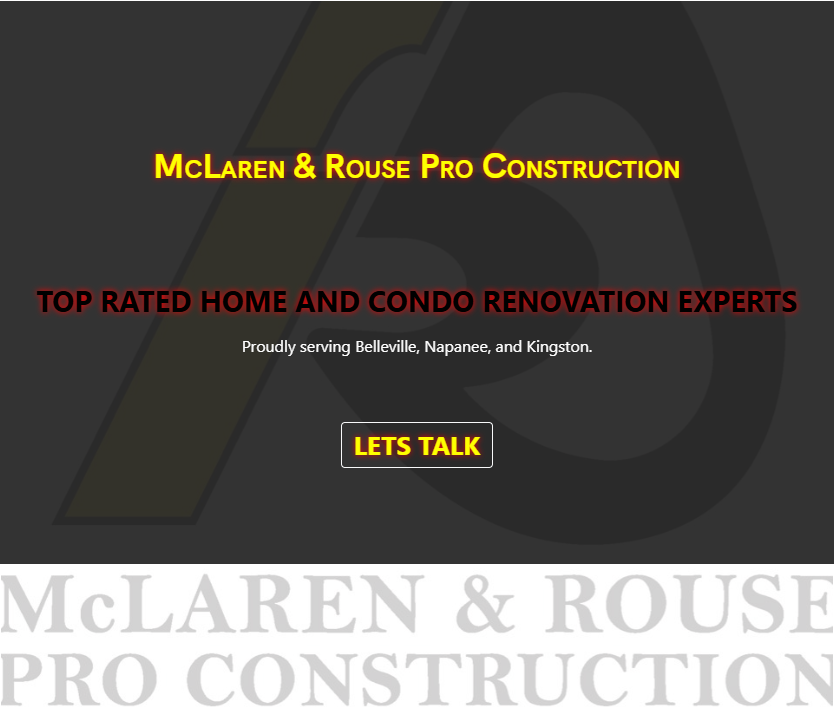 McLaren & Rouse Pro Construction
TOP RATED HOME AND CONDO RENOVATION EXPERTS
Proudly serving Belleville, Napanee, and Kingston.
LETS TALK
McLAREN & ROUSE
PRO CONSTRUCTION